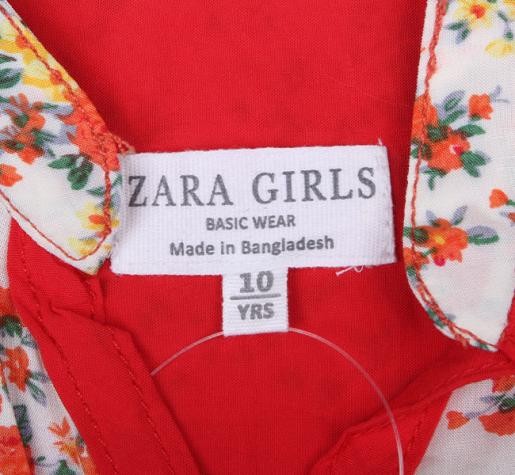 ZARA GIRLS
BASIC WEAR
Made in Bangladesh
10
YRS